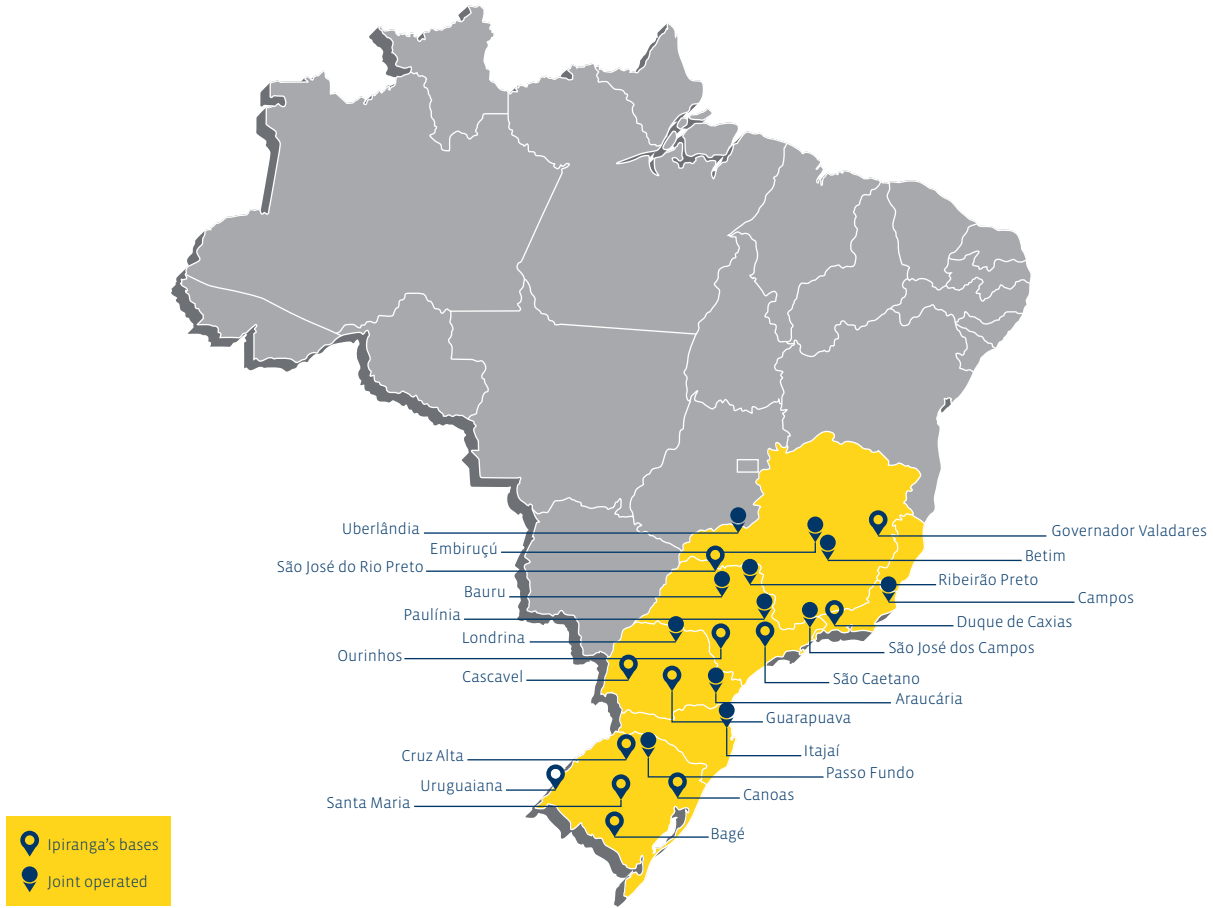 Uberlândia
Embiruçú
São José do Rio Preto
Bauru
Paulínia
Londrina
Ourinhos
Cascavel
Cruz Alta
Uruguaiana
Santa Maria
Governador Valadares
Betim
Ribeirão Preto
Campos
Duque de Caxias
São José dos Campos
São Caetano
Araucária
Guarapuava
Itajaí
Passo Fundo
Canoas
Bagé
Ipiranga's bases
Joint operated